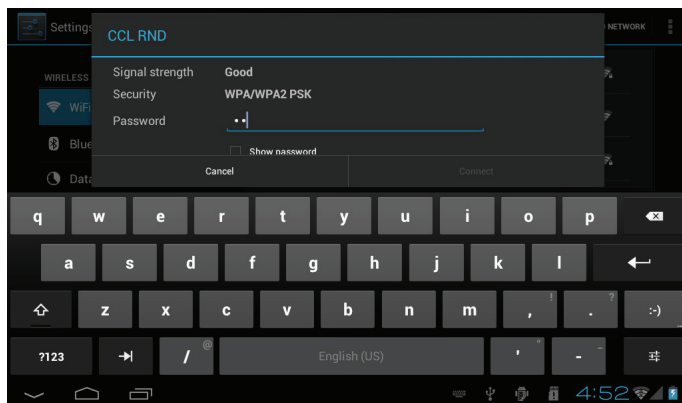 Settings
CCL RND
NETWORK
Signal strength Good
WIRELESS
Security WPA/WPA2 PSK
WiFi
Password ••
Blue
Show password
Data
Cancel Connect
q w e r t y u i o p
a s d f g h j k l
! ?
z x c v b n m , . :-)
@ " _
?123 / English (US) ' -
4:52